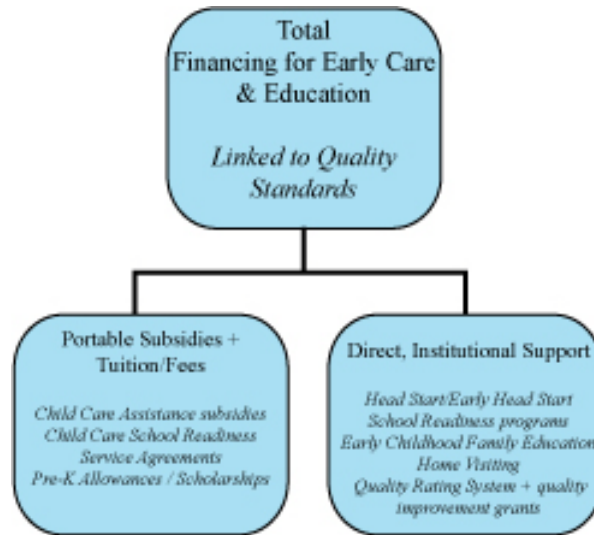 Total
Financing for Early Care
& Education
Linked to Quality
Standards
Portable Subsidies +
Tuition/Fees
Child Care Assistance subsidies
Child Care School Readiness
Service Agreements
Pre-K Allowances / Scholarships
Direct, Institutional Support
Head Start/Early Head Start
School Readiness programs
Early Childhood Family Education
Home Visiting
Quality Rating System + quality
improvement grants